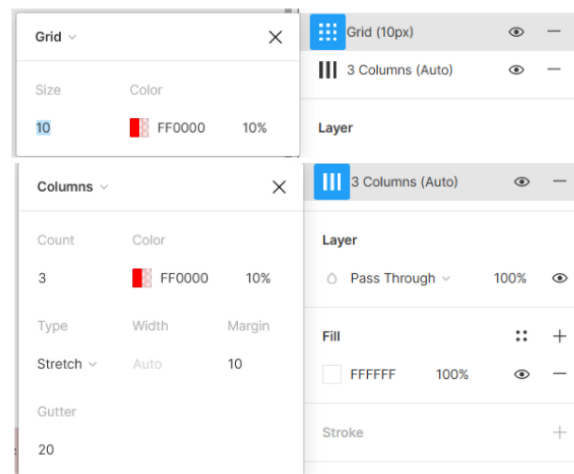 Grid
Size Color
10 FF0000 10%
Grid (10px)
3 Columns (Auto)
Layer
Columns
Count Color
3 FF0000 10%
Type Width Margin
Stretch Auto 10
Gutter
20
3 Columns (Auto)
Layer
Pass Through 100%
Fill
FFFFFF 100%
Stroke